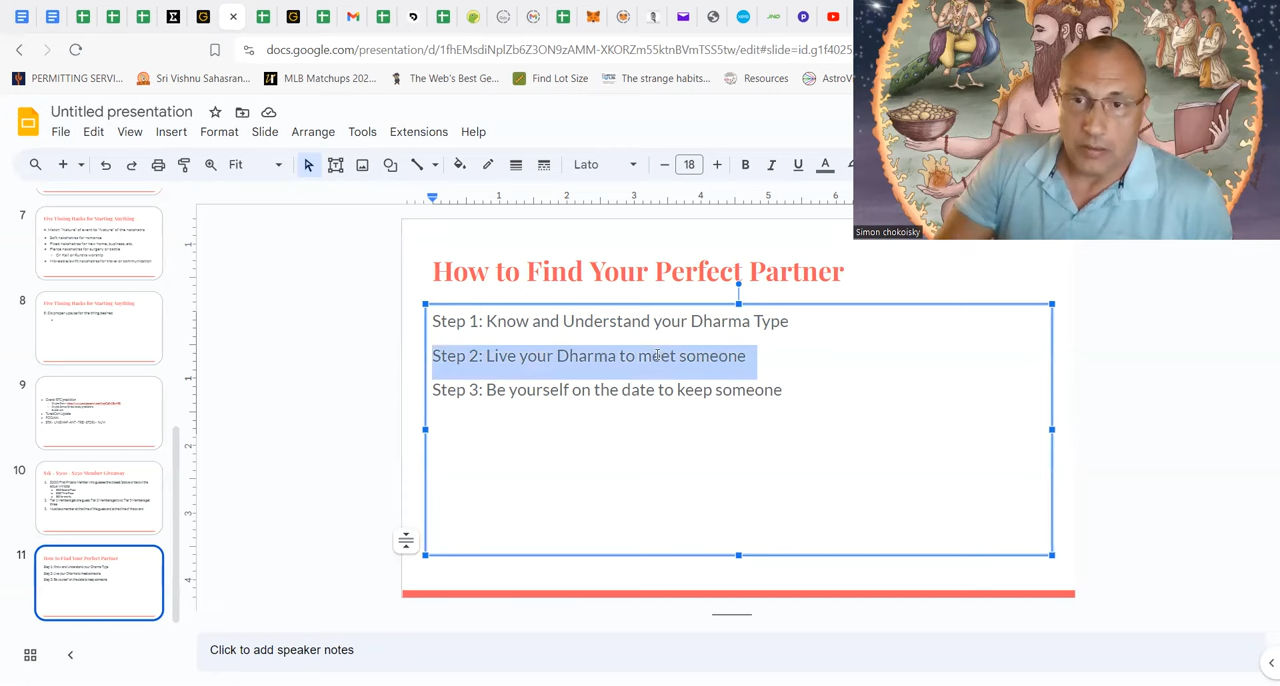 docs.google.com/presentation/d/1fhEMsdiNplZb6Z3ON9zAMM-XKORZm55ktnBVmTSS5tw/edit#slide=id.g1f4025
PERMITTING SERVI...
Sri Vishnu Sahasran...
MLB Matchups 202...
The Web's Best Ge...
Find Lot Size
The strange habits...
Resources
AstroV
Untitled presentation
File Edit View Insert Format Slide Arrange Tools Extensions Help
Fit
Lato
18
B I U A
Simon chokoisky
1 2 3 4 5 6
7
Five Timing Hacks for Starting Anything
8
Five Timing Hacks for Starting Anything
9
10
11
How to Find Your Perfect Partner
Step 1: Know and Understand your Dharma Type
Step 2: Live your Dharma to meet someone
Step 3: Be yourself on the date to keep someone
How to Find Your Perfect Partner
Step 1: Know and Understand your Dharma Type
Step 2: Live your Dharma to meet someone
Step 3: Be yourself on the date to keep someone
1
1
2
3
4
Click to add speaker notes